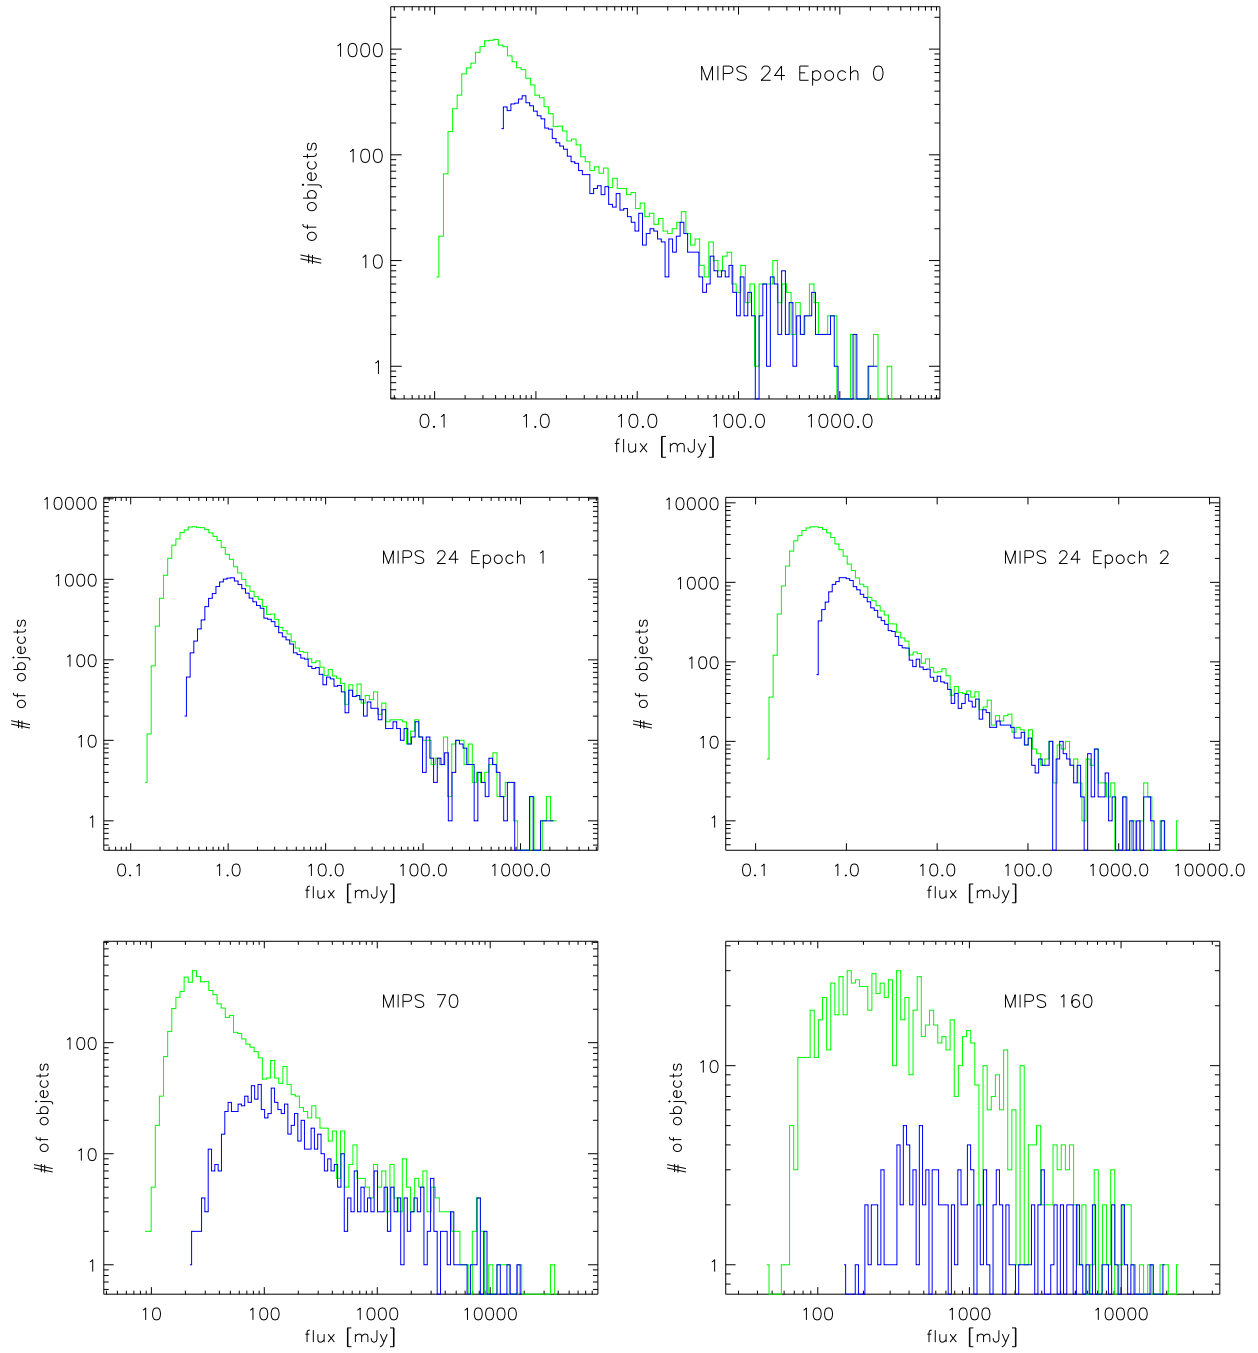 MIPS 24 Epoch 0
# of objects
1000
100
10
1
0.1 1.0 10.0 100.0 1000.0
flux [mJy]
MIPS 24 Epoch 1
# of objects
10000
1000
100
10
1
0.1 1.0 10.0 100.0 1000.0
flux [mJy]
MIPS 24 Epoch 2
# of objects
10000
1000
100
10
1
0.1 1.0 10.0 100.0 1000.0 10000.0
flux [mJy]
MIPS 70
# of objects
100
10
1
10 100 1000 10000
flux [mJy]
MIPS 160
# of objects
10
1
100 1000 10000
flux [mJy]